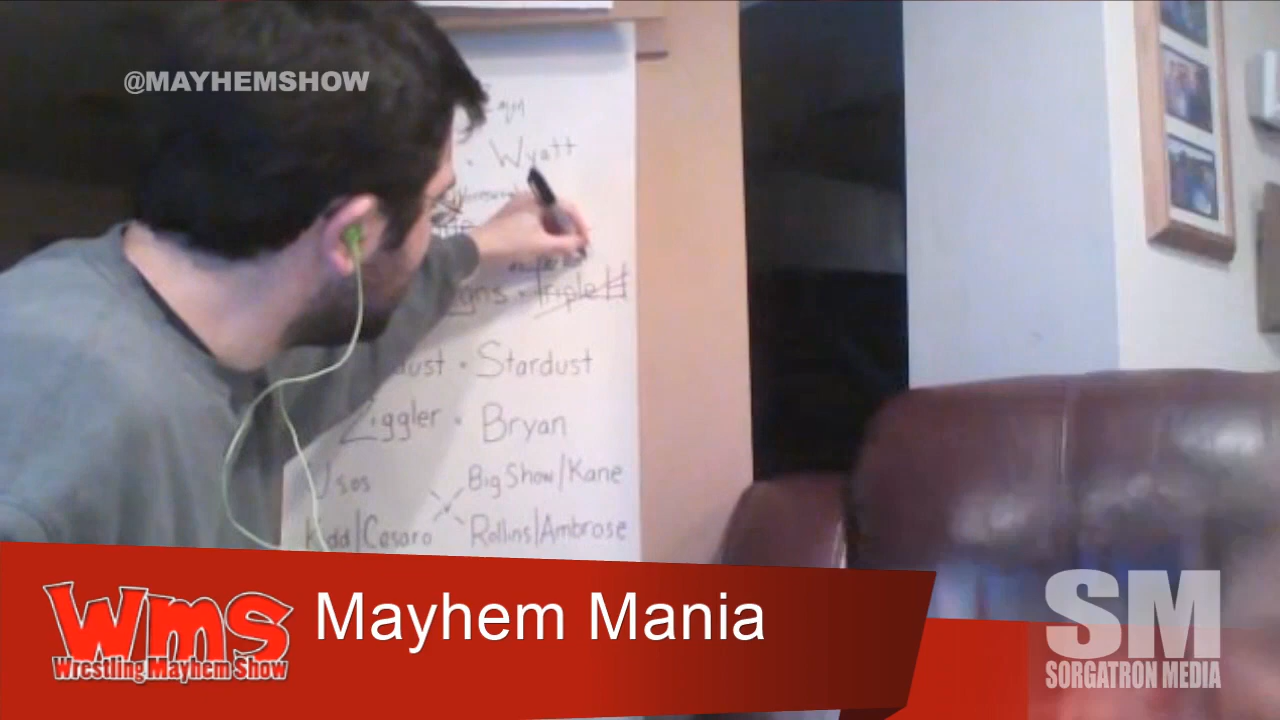 @MAYHEMSHOW
· Wyatt
· Triple H
· Stardust
Ziggler · Bryan
Usos Big Show/Kane
Kidd/Cesaro Rollins/Ambrose
Wms
Wrestling Mayhem Show
Mayhem Mania
SM
SORGATRON MEDIA